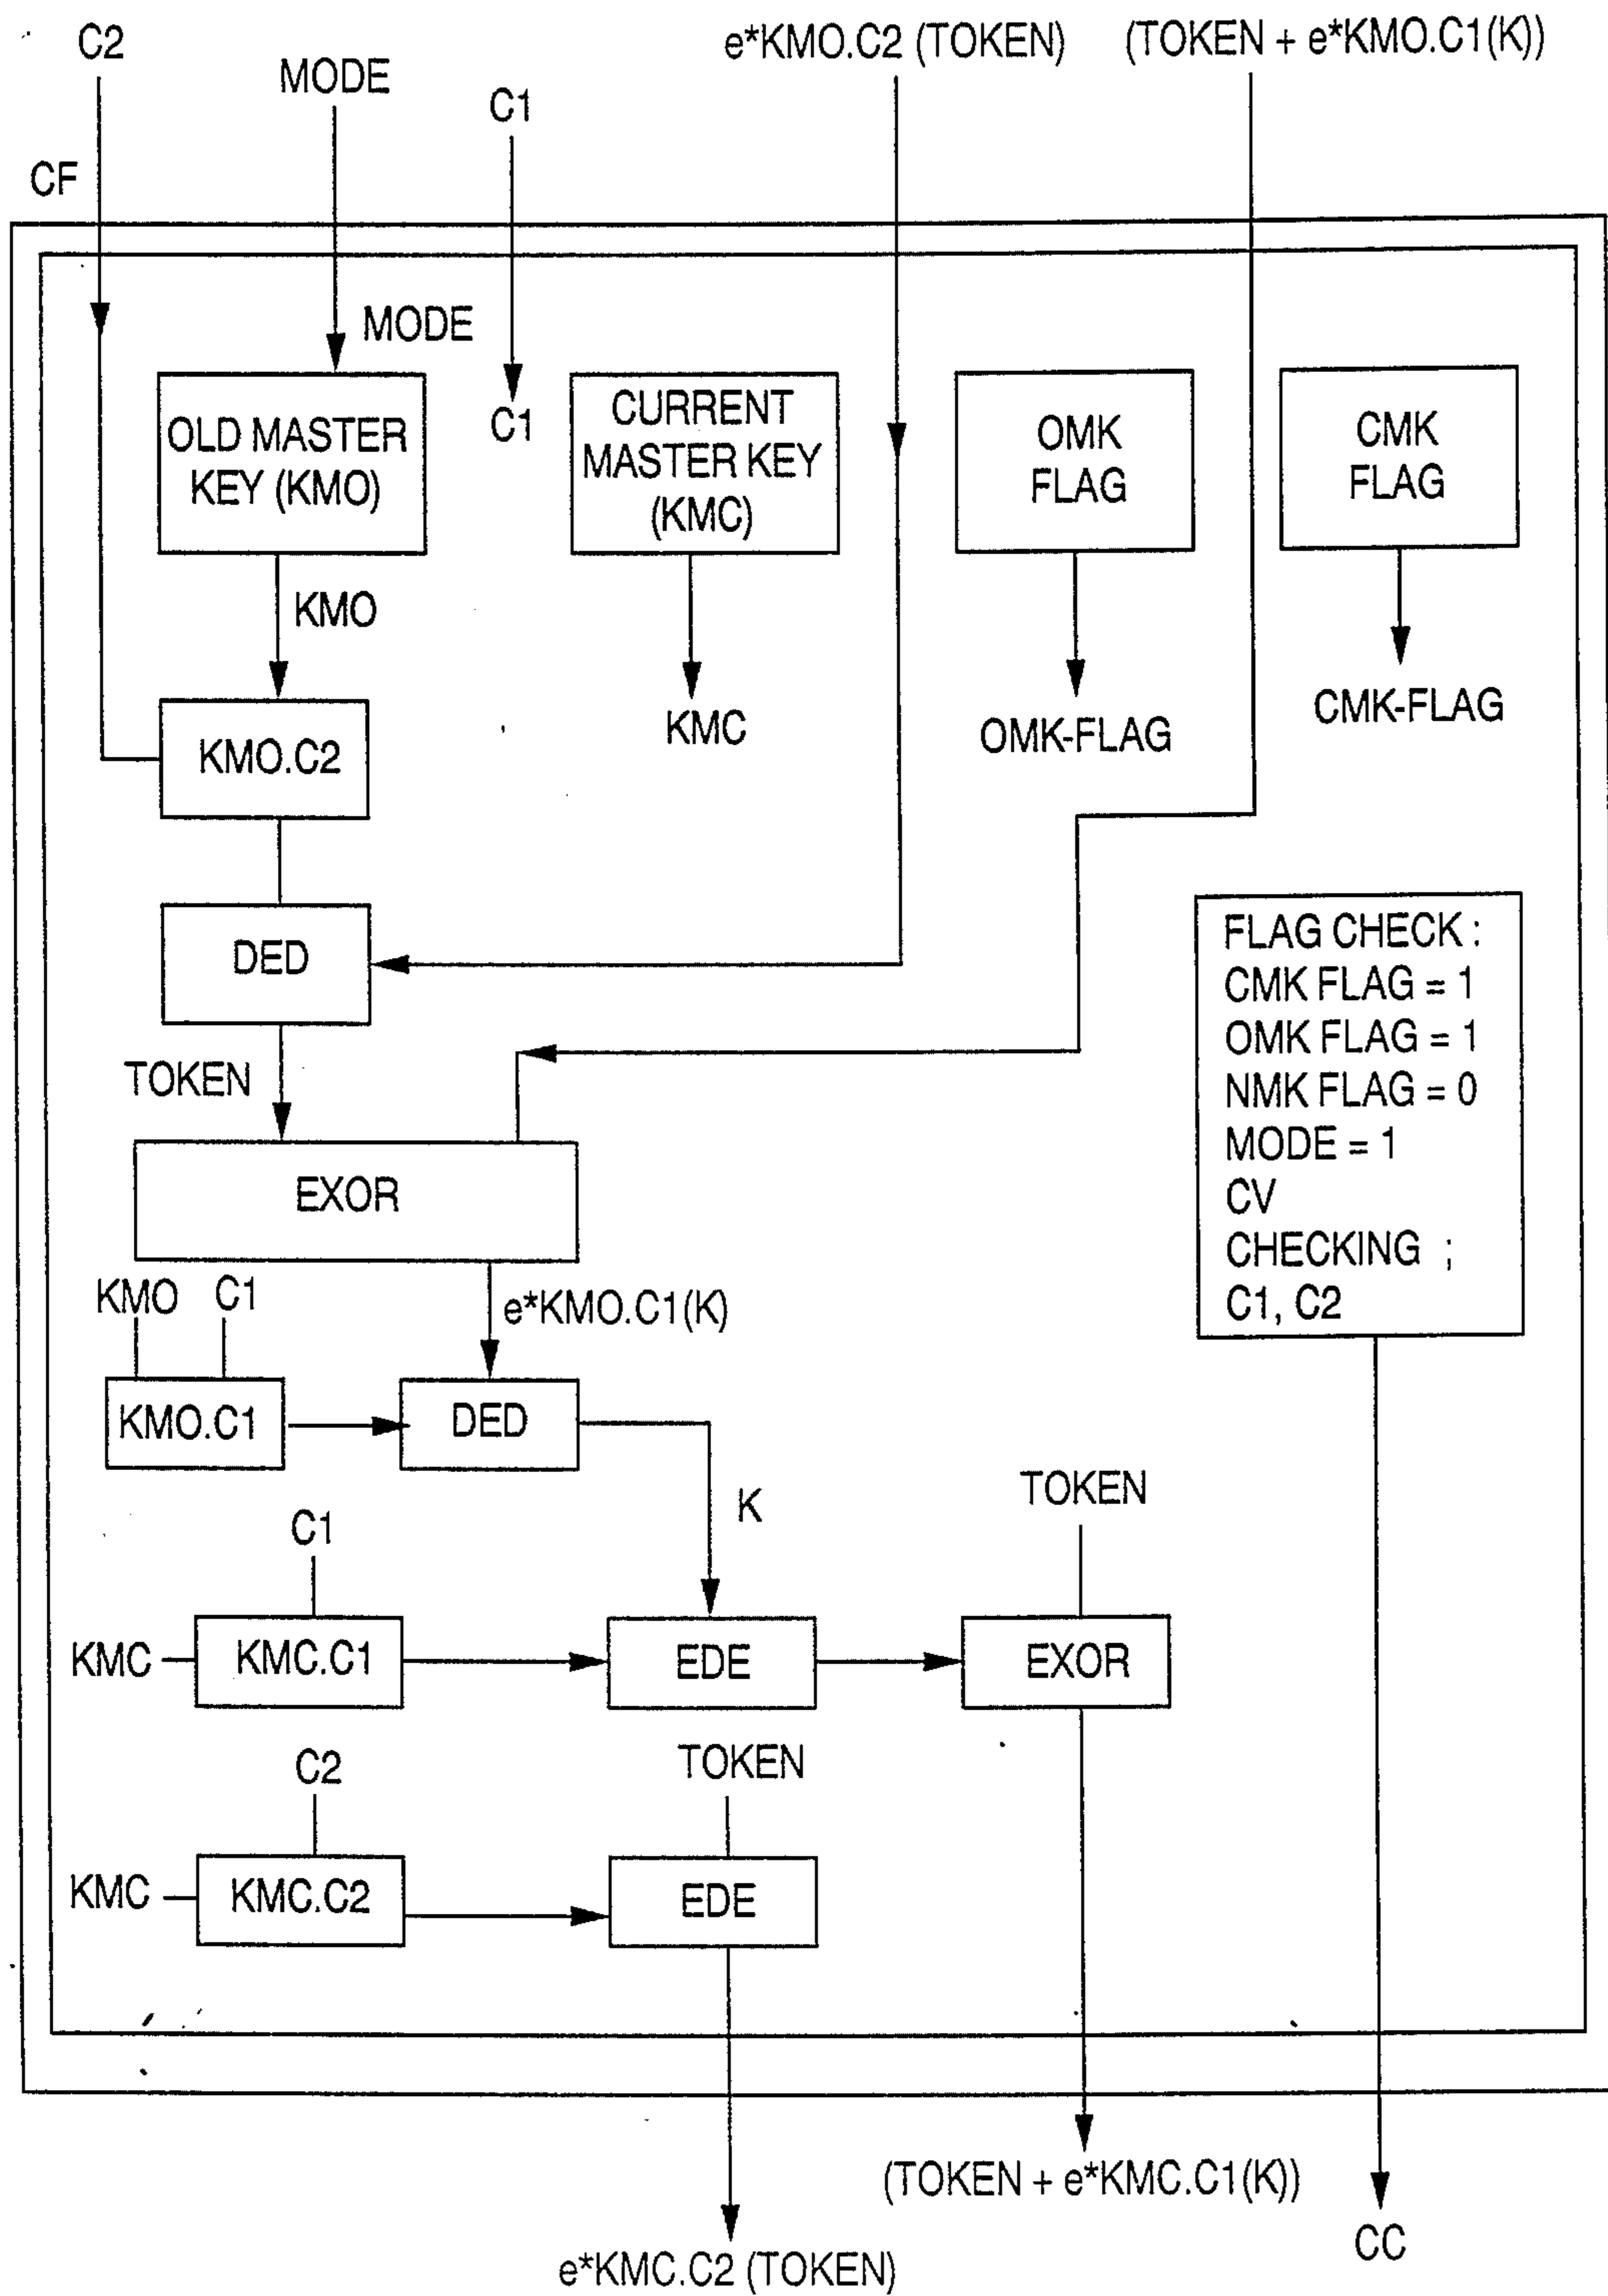 C2
MODE
C1
e*KMO.C2 (TOKEN)
(TOKEN + e*KMO.C1(K))
CF
MODE
C1
OLD MASTER
KEY (KMO)
CURRENT
MASTER KEY
(KMC)
OMK
FLAG
CMK
FLAG
KMO
KMC
OMK-FLAG
CMK-FLAG
KMO.C2
DED
FLAG CHECK :
CMK FLAG = 1
OMK FLAG = 1
NMK FLAG = 0
MODE = 1
CV
CHECKING ;
C1, C2
TOKEN
EXOR
KMO
C1
e*KMO.C1(K)
KMO.C1
DED
K
TOKEN
C1
KMC
KMC.C1
EDE
EXOR
C2
TOKEN
KMC
KMC.C2
EDE
(TOKEN + e*KMC.C1(K))
CC
e*KMC.C2 (TOKEN)